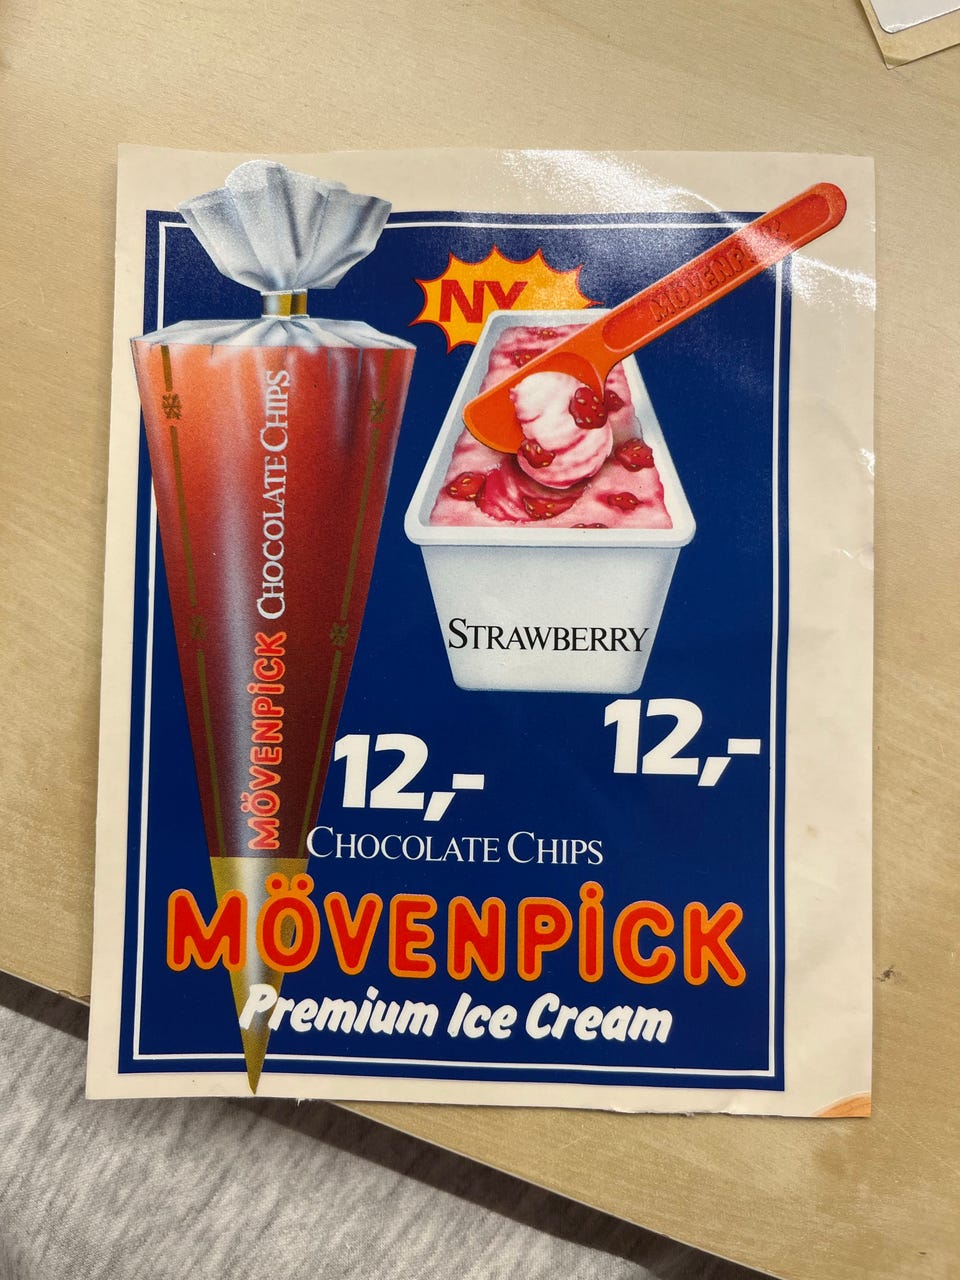 NY
MÖVENPICK
MÖVENPICK CHOCOLATE CHIPS
STRAWBERRY
12,-
12,-
CHOCOLATE CHIPS
MÖVENPICK
Premium Ice Cream